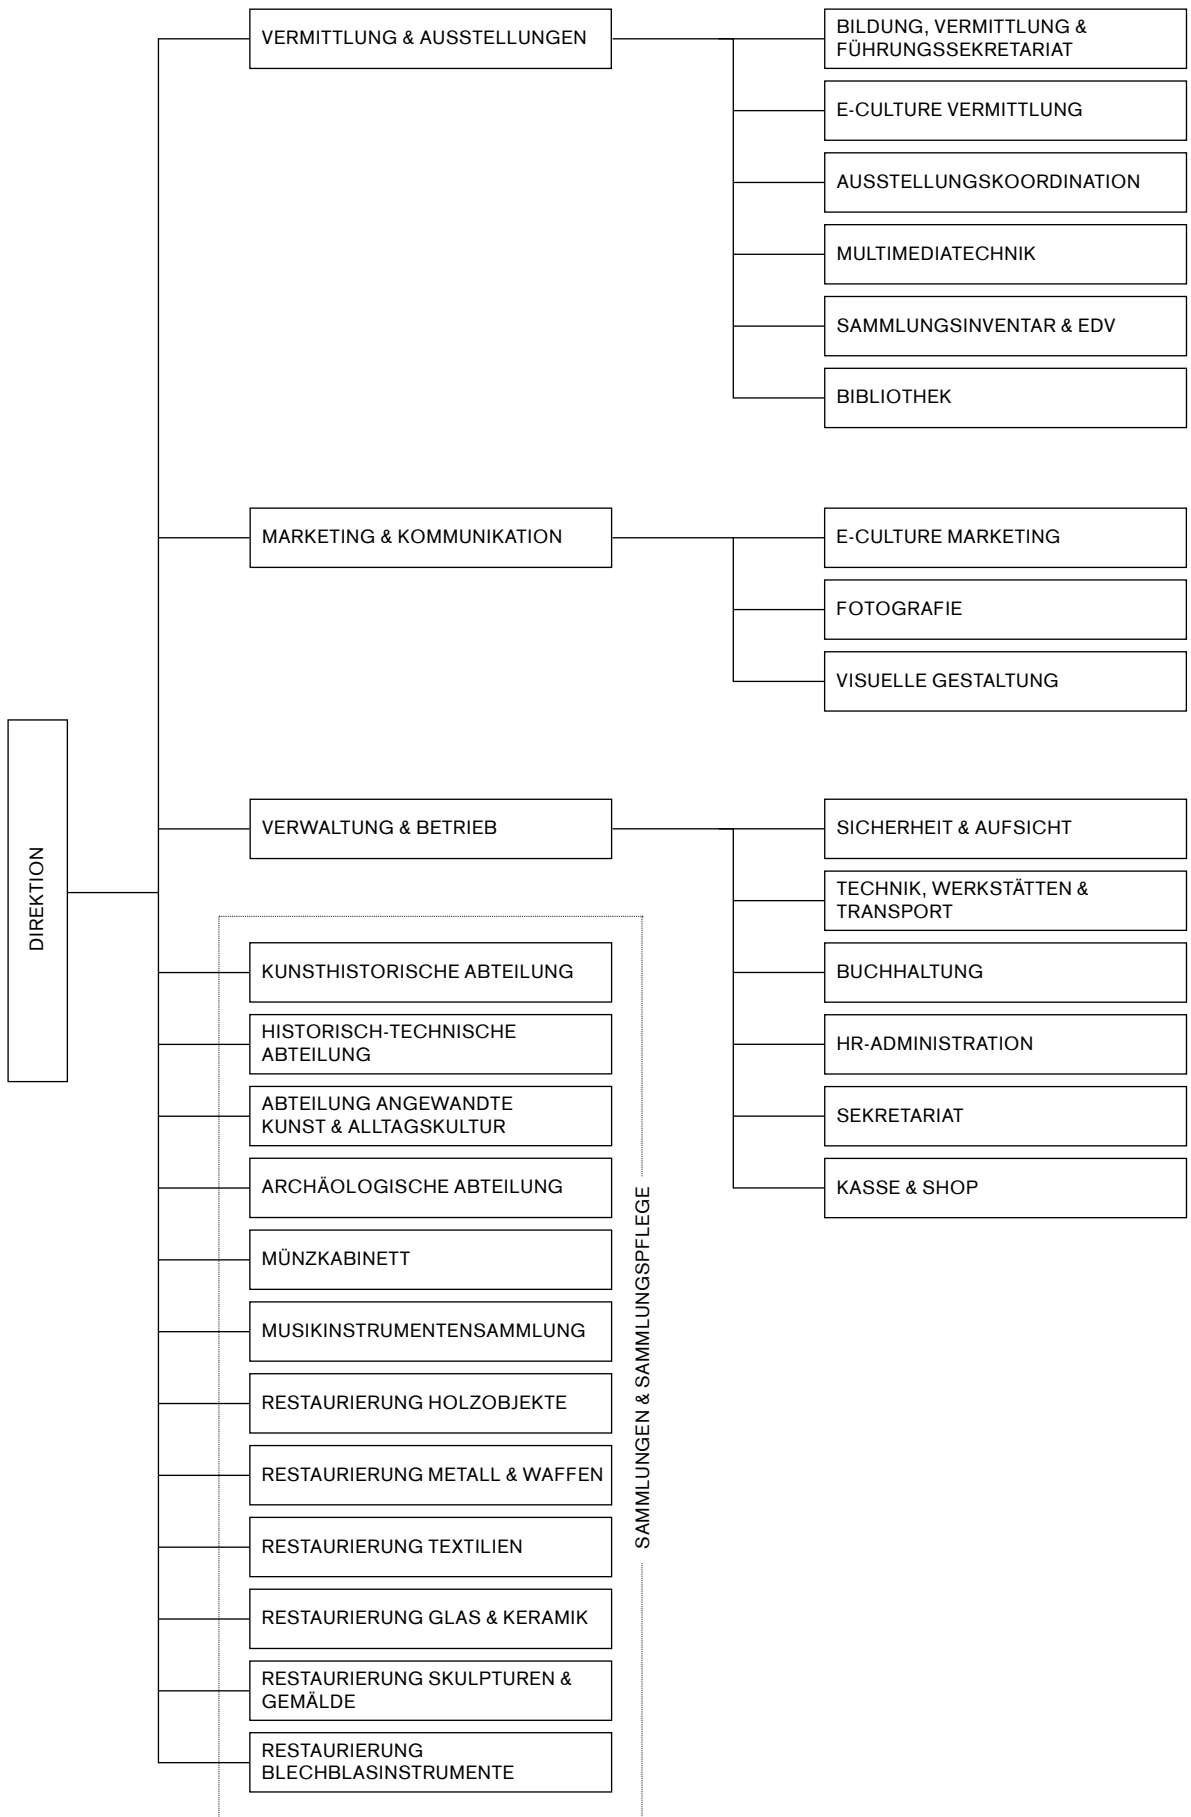 DIREKTION
VERMITTLUNG & AUSSTELLUNGEN
BILDUNG, VERMITTLUNG &
FÜHRUNGSSEKRETARIAT
E-CULTURE VERMITTLUNG
AUSSTELLUNGSKOORDINATION
MULTIMEDIATECHNIK
SAMMLUNGSINVENTAR & EDV
BIBLIOTHEK
MARKETING & KOMMUNIKATION
E-CULTURE MARKETING
FOTOGRAFIE
VISUELLE GESTALTUNG
VERWALTUNG & BETRIEB
SICHERHEIT & AUFSICHT
TECHNIK, WERKSTÄTTEN &
TRANSPORT
BUCHHALTUNG
HR-ADMINISTRATION
SEKRETARIAT
KASSE & SHOP
SAMMLUNGEN & SAMMLUNGSPFLEGE
KUNSTHISTORISCHE ABTEILUNG
HISTORISCH-TECHNISCHE
ABTEILUNG
ABTEILUNG ANGEWANDTE
KUNST & ALLTAGSKULTUR
ARCHÄOLOGISCHE ABTEILUNG
MÜNZKABINETT
MUSIKINSTRUMENTENSAMMLUNG
RESTAURIERUNG HOLZOBJEKTE
RESTAURIERUNG METALL & WAFFEN
RESTAURIERUNG TEXTILIEN
RESTAURIERUNG GLAS & KERAMIK
RESTAURIERUNG SKULPTUREN &
GEMÄLDE
RESTAURIERUNG
BLECHBLASINSTRUMENTE